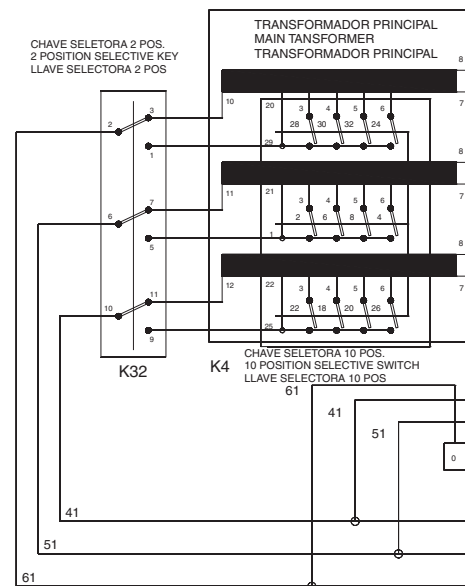 TRANSFORMADOR PRINCIPAL
MAIN TANSFORMER
TRANSFORMADOR PRINCIPAL
CHAVE SELETORA 2 POS.
2 POSITION SELECTIVE KEY
LLAVE SELECTORA 2 POS
8
10
20
7
3 4 5 6
28 30 32 24
29
2 3
1
8
11
21
7
3 4 5 6
2 6 8 4
1
6 7
5
8
12
22
7
3 4 5 6
22 18 20 26
25
10 11
9
K32
K4
CHAVE SELETORA 10 POS.
10 POSITION SELECTIVE SWITCH
LLAVE SELECTORA 10 POS
61
41
51
0
41
51
61